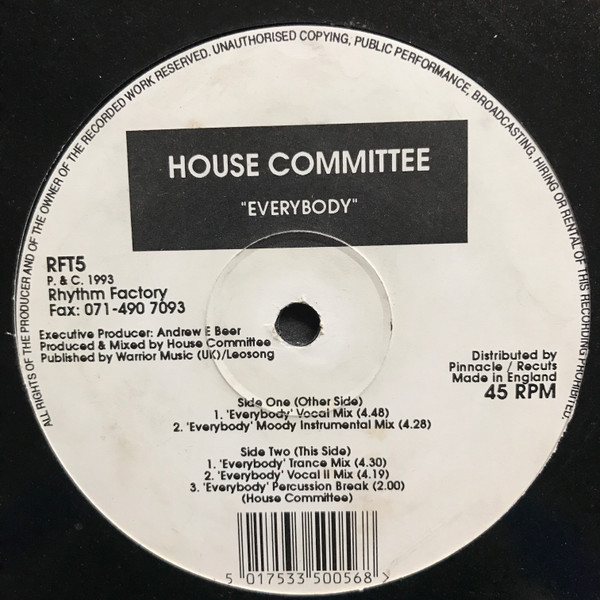 ALL RIGHTS OF THE PRODUCER AND OF THE OWNER OF THE RECORDED WORK RESERVED. UNAUTHORISED COPYING, PUBLIC PERFORMANCE, BROADCASTING, HIRING OR RENTAL OF THIS RECORDING PROHIBITED.
HOUSE COMMITTEE
"EVERYBODY"
RFT5
P. & C. 1993
Rhythm Factory
Fax: 071-490 7093
Executive Producer: Andrew E Beer
Produced & Mixed by House Committee
Published by Warrior Music (UK)/Leosong
Distributed by
Pinnacle / Recuts
Made in England
45 RPM
Side One (Other Side)
1. 'Everybody' Vocal Mix (4.48)
2. 'Everybody' Moody Instrumental Mix (4.28)
Side Two (This Side)
1. 'Everybody' Trance Mix (4.30)
2. 'Everybody' Vocal II Mix (4.19)
3. 'Everybody' Percussion Break (2.00)
(House Committee)
5 017533 500568 >